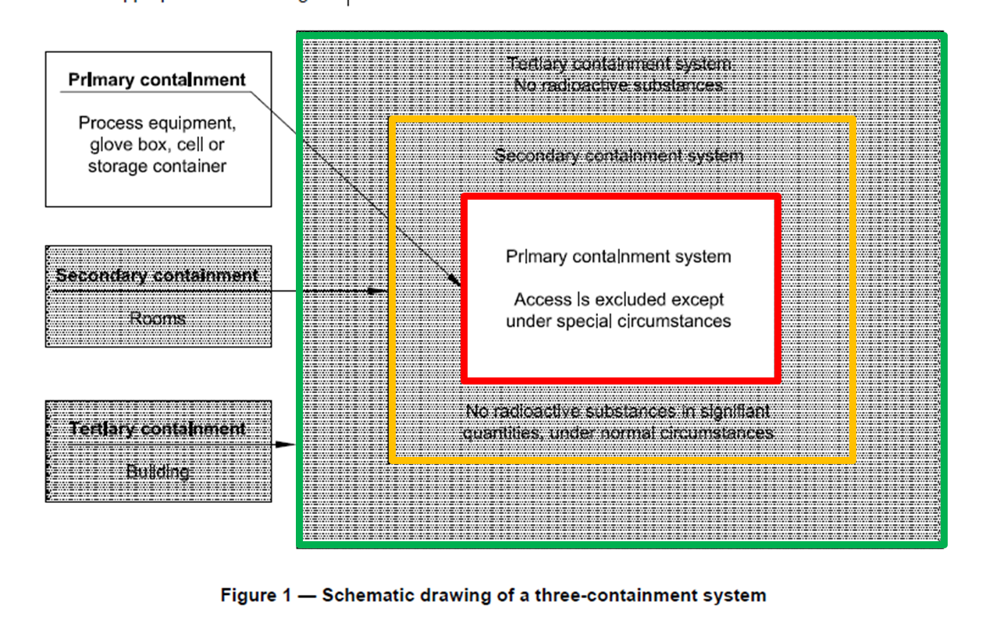 Primary containment
Process equipment,
glove box, cell or
storage container
Secondary containment
Rooms
Tertiary containment
Building
Tertiary containment system
No radioactive substances
Secondary containment system
Primary containment system
Access is excluded except
under special circumstances
No radioactive substances in signifiant
quantities, under normal circumstances
Figure 1 — Schematic drawing of a three-containment system